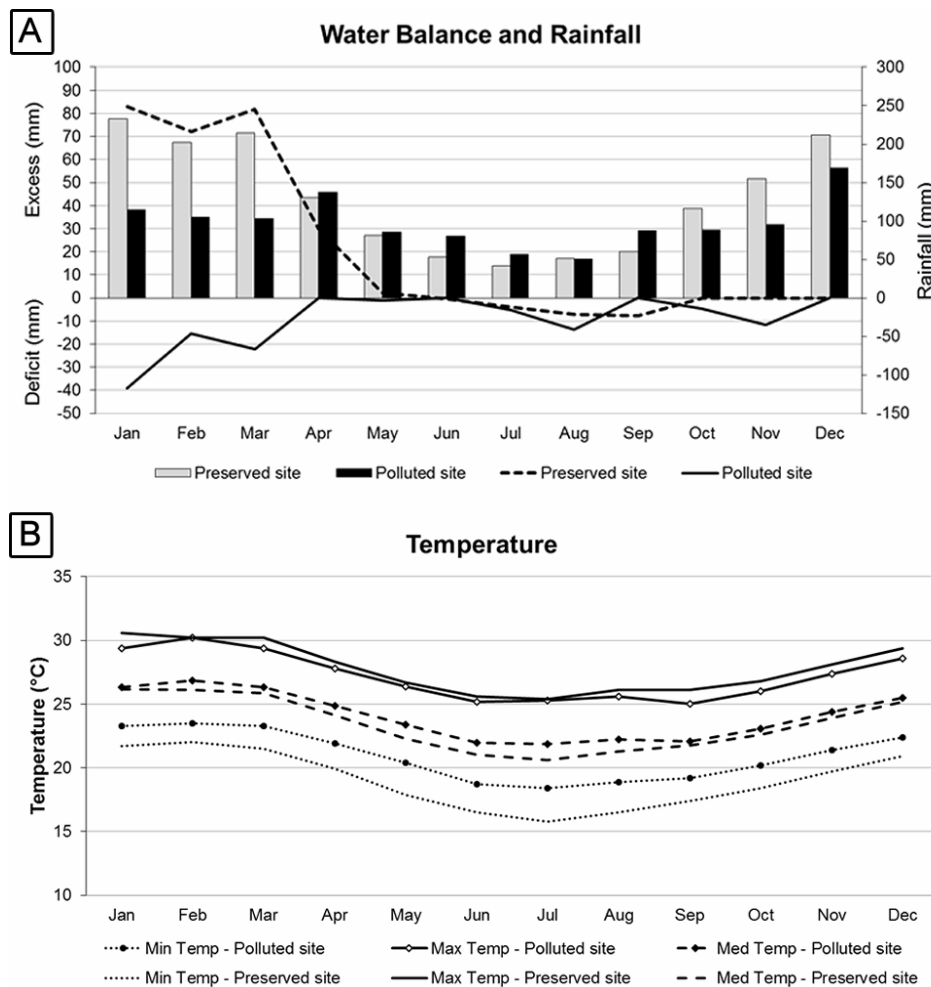 A
Water Balance and Rainfall
Excess (mm)
Deficit (mm)
100
90
80
70
60
50
40
30
20
10
0
-10
-20
-30
-40
-50
300
250
200
150
100
50
0
-50
-100
-150
Rainfall (mm)
Jan Feb Mar Apr May Jun Jul Aug Sep Oct Nov Dec
Preserved site Polluted site Preserved site Polluted site
B
Temperature
Temperature (°C)
35
30
25
20
15
10
Jan Feb Mar Apr May Jun Jul Aug Sep Oct Nov Dec
Min Temp - Polluted site Max Temp - Polluted site Med Temp - Polluted site
Min Temp - Preserved site Max Temp - Preserved site Med Temp - Preserved site